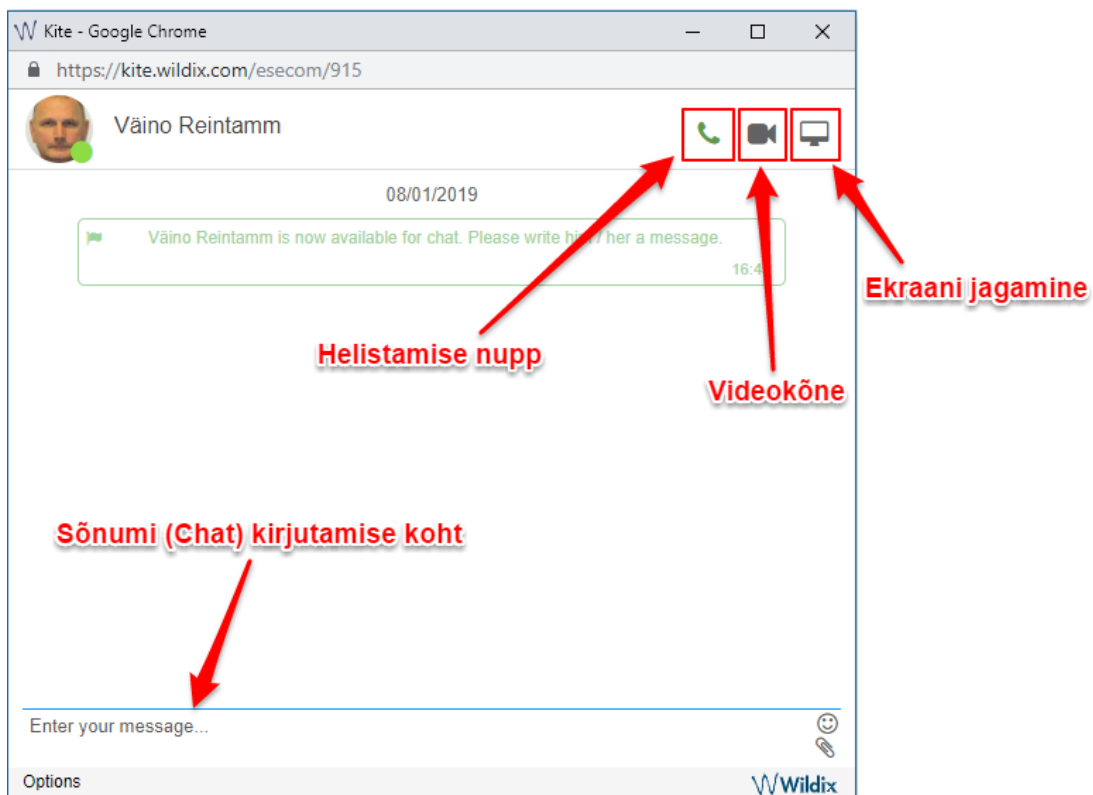 Kite - Google Chrome
https://kite.wildix.com/esecom/915
Väino Reintamm
08/01/2019
Väino Reintamm is now available for chat. Please write him / her a message.
Ekraani jagamine
Helistamise nupp
Videokõne
Sõnumi (Chat) kirjutamise koht
Enter your message...
Options
Wildix